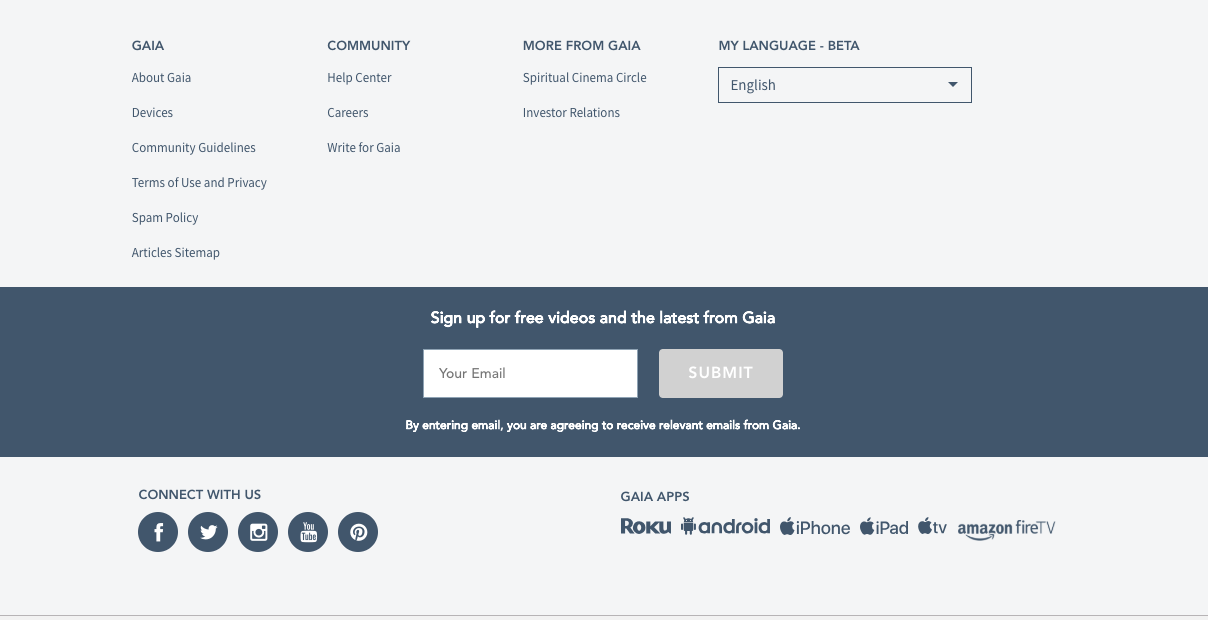 GAIA
About Gaia
Devices
Community Guidelines
Terms of Use and Privacy
Spam Policy
Articles Sitemap
COMMUNITY
Help Center
Careers
Write for Gaia
MORE FROM GAIA
Spiritual Cinema Circle
Investor Relations
MY LANGUAGE - BETA
English
Sign up for free videos and the latest from Gaia
Your Email
SUBMIT
By entering email, you are agreeing to receive relevant emails from Gaia.
CONNECT WITH US
You
Tube
GAIA APPS
ROKU android iPhone iPad tv amazon fireTV